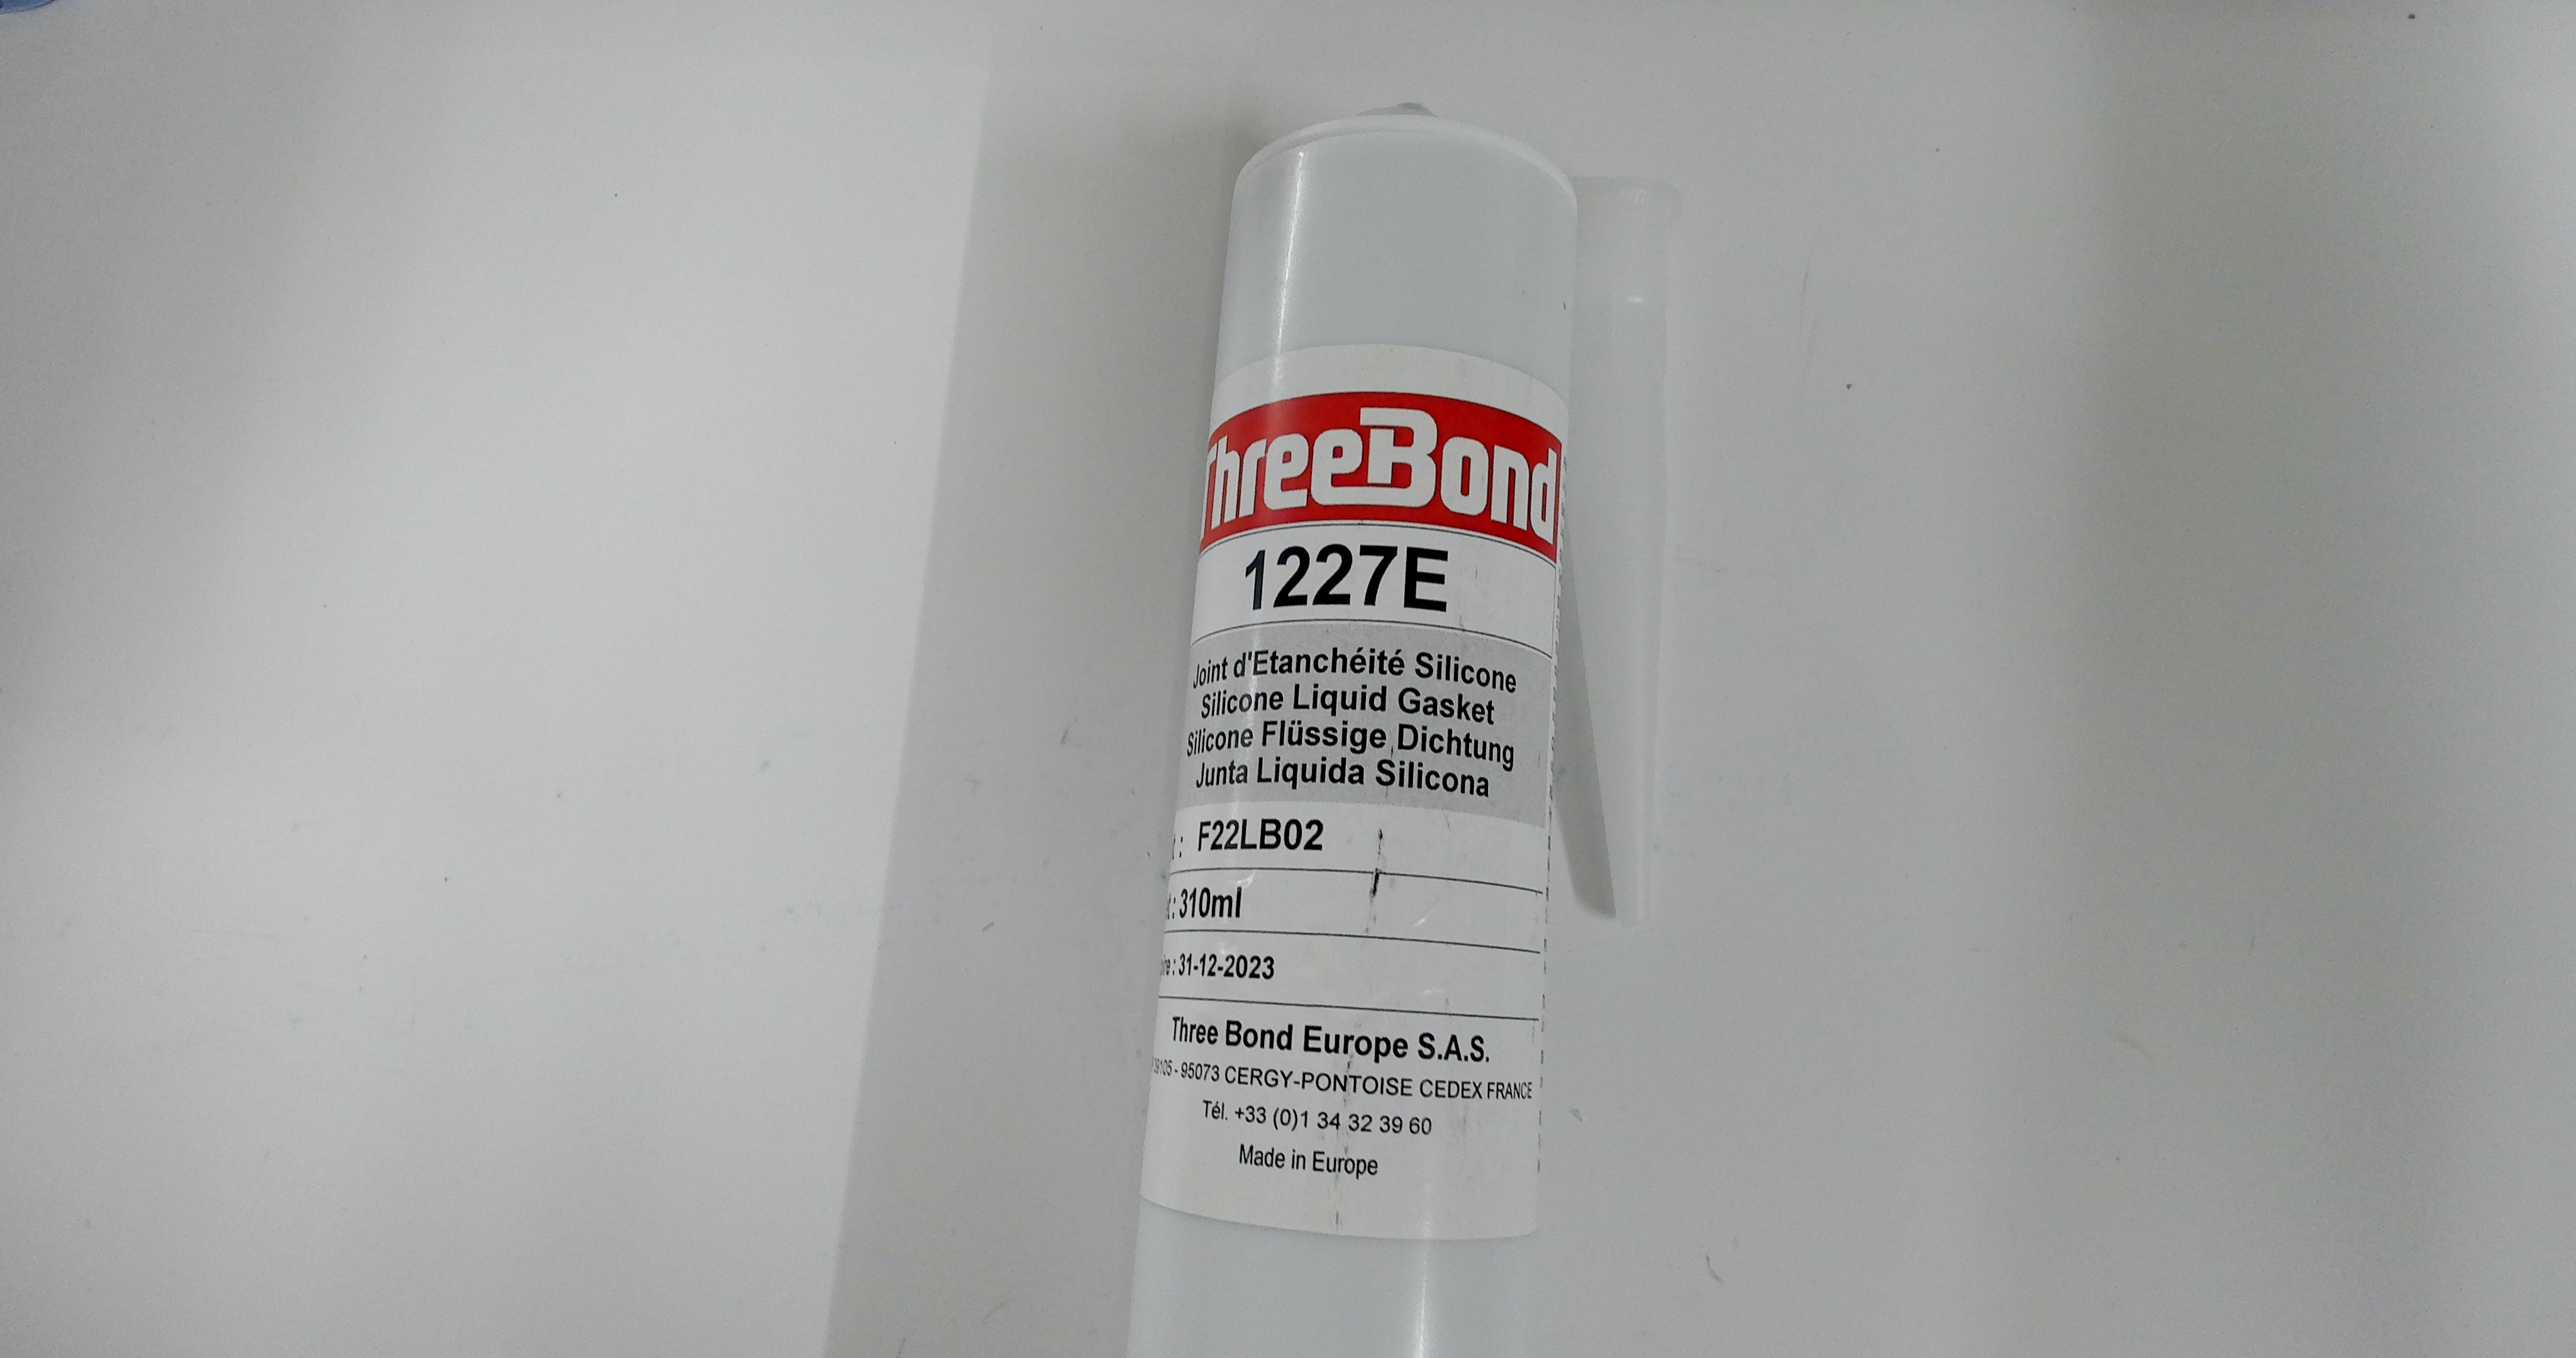 ThreeBond
1227E
Joint d'Etanchéité Silicone
Silicone Liquid Gasket
Silicone Flüssige Dichtung
Junta Liquida Silicona
: F22LB02
: 310ml
: 31-12-2023
Three Bond Europe S.A.S.
- 95073 CERGY-PONTOISE CEDEX FRANCE
Tél. +33 (0)1 34 32 39 60
Made in Europe